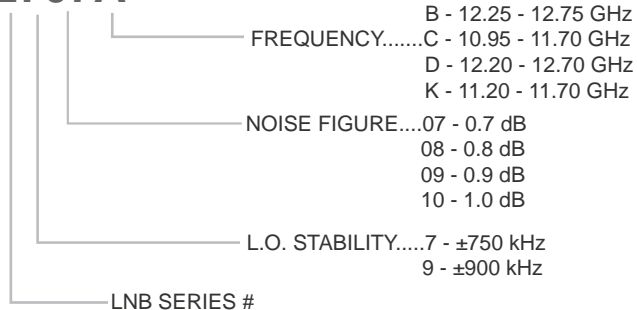 B - 12.25 - 12.75 GHz
FREQUENCY.......C - 10.95 - 11.70 GHz
D - 12.20 - 12.70 GHz
K - 11.20 - 11.70 GHz
NOISE FIGURE....07 - 0.7 dB
08 - 0.8 dB
09 - 0.9 dB
10 - 1.0 dB
L.O. STABILITY.....7 - ±750 kHz
9 - ±900 kHz
LNB SERIES #